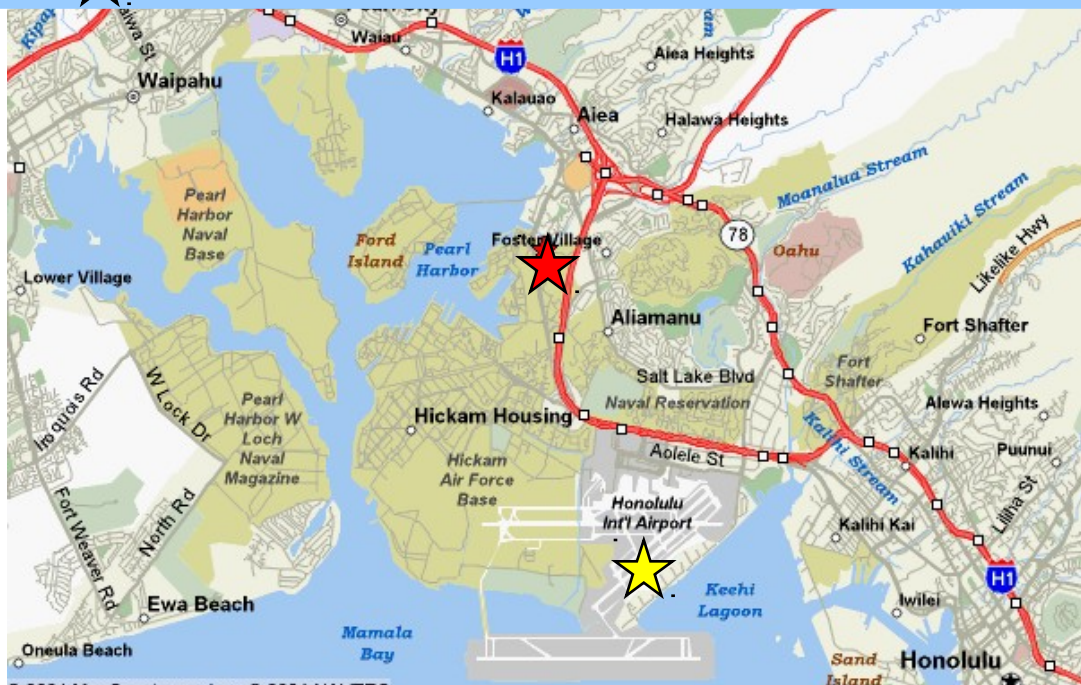 Waiau
H1
Aiea Heights
Waipahu
Kalauao
Aiea
Halawa Heights
Moanalua Stream
Pearl
Harbor
Naval
Base
Ford
Island
Pearl
Harbor
Foster Village
78
Oahu
Kahauiki Stream
Likelike Hwy
Lower Village
Aliamanu
Fort Shafter
Fort
Shafter
Iroquois Rd
W Lock Dr
Salt Lake Blvd
Naval Reservation
Pearl
Harbor W
Loch
Naval
Magazine
Hickam Housing
Alewa Heights
Kalihi Stream
Kalihi
Puunui
Aolele St
Hickam
Air Force
Base
Liliha St
Honolulu
Int'l Airport
Fort Weaver Rd
North Rd
Kalihi Kai
H1
Ewa Beach
Keehi
Lagoon
Iwilei
Mamala
Bay
Oneula Beach
Sand
Island
Honolulu